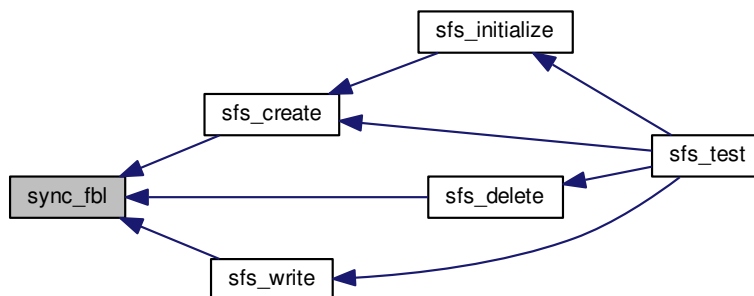 sfs_initialize
sfs_create
sfs_test
sync_fbl
sfs_delete
sfs_write